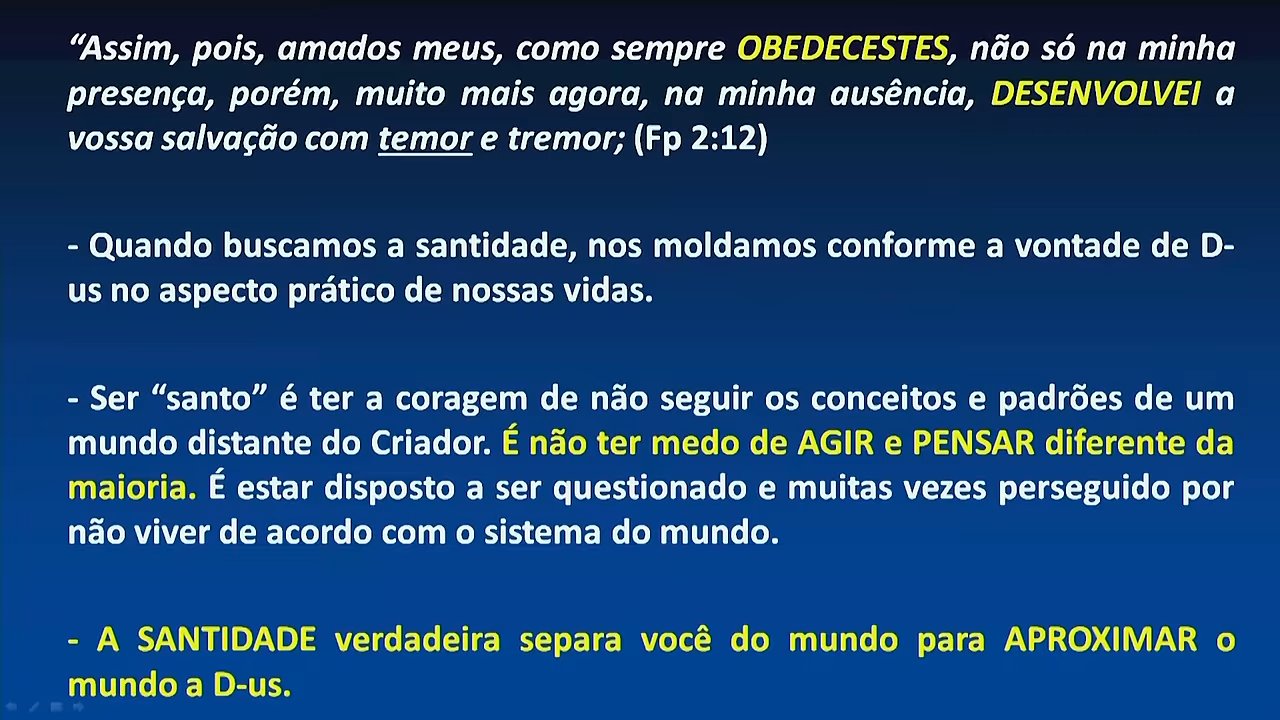 “Assim, pois, amados meus, como sempre OBEDECESTES, não só na minha
presença, porém, muito mais agora, na minha ausência, DESENVOLVEI a
vossa salvação com temor e tremor; (Fp 2:12)
- Quando buscamos a santidade, nos moldamos conforme a vontade de D-
us no aspecto prático de nossas vidas.
- Ser “santo” é ter a coragem de não seguir os conceitos e padrões de um
mundo distante do Criador. É não ter medo de AGIR e PENSAR diferente da
maioria. É estar disposto a ser questionado e muitas vezes perseguido por
não viver de acordo com o sistema do mundo.
- A SANTIDADE verdadeira separa você do mundo para APROXIMAR o
mundo a D-us.